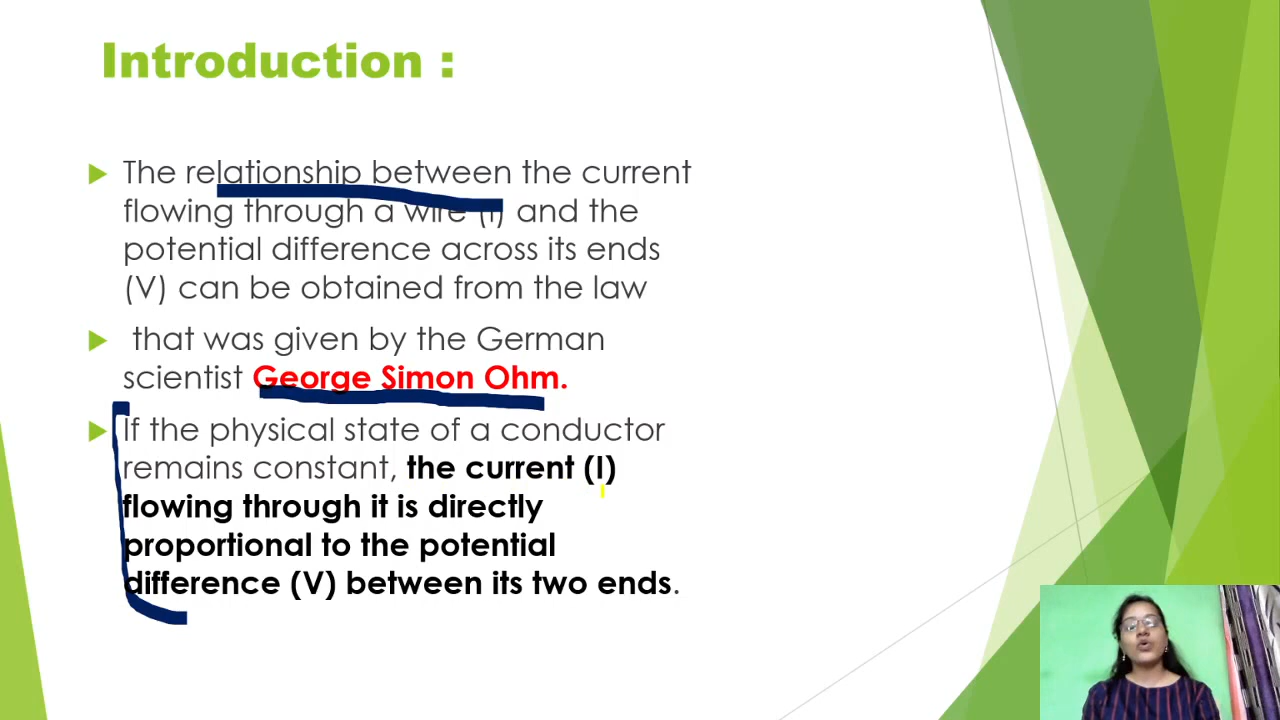 Introduction :
The relationship between the current
flowing through a wire (I) and the
potential difference across its ends
(V) can be obtained from the law
that was given by the German
scientist George Simon Ohm.
If the physical state of a conductor
remains constant, the current (I)
flowing through it is directly
proportional to the potential
difference (V) between its two ends.